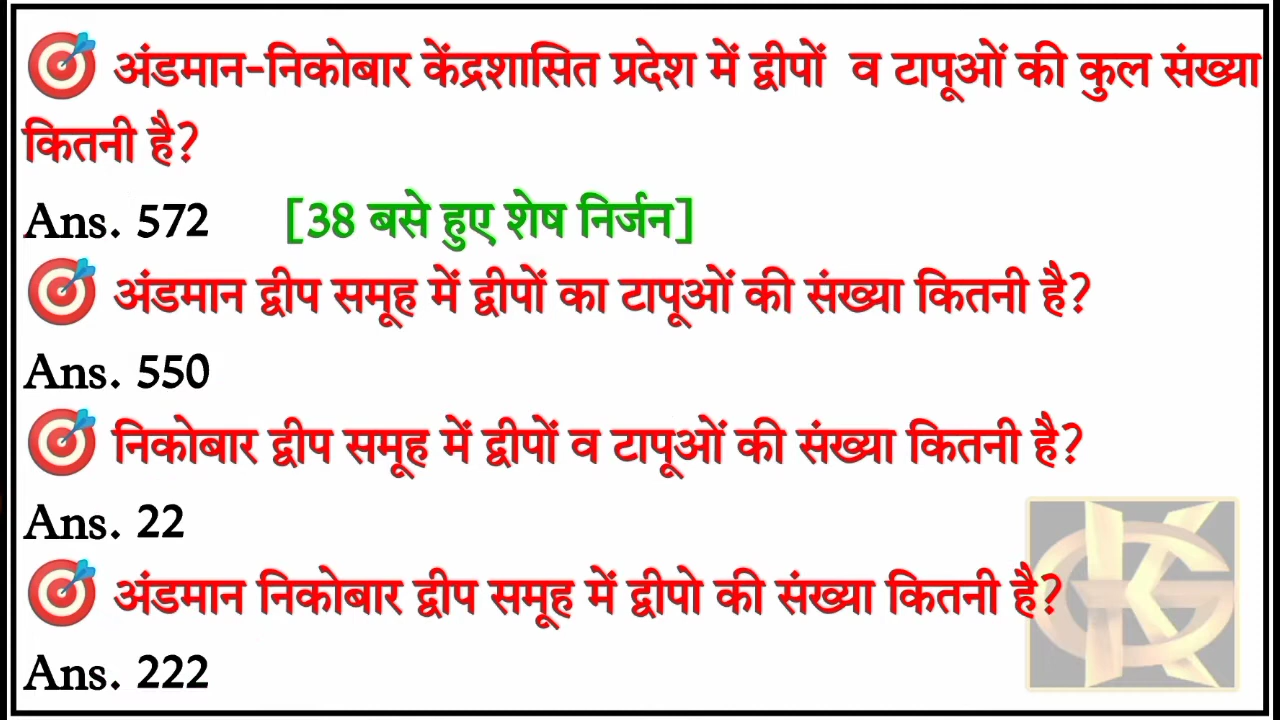 अंडमान-निकोबार केंद्रशासित प्रदेश में द्वीपों व टापूओं की कुल संख्या
कितनी है?
Ans. 572 [38 बसे हुए शेष निर्जन]
अंडमान द्वीप समूह में द्वीपों का टापूओं की संख्या कितनी है?
Ans. 550
निकोबार द्वीप समूह में द्वीपों व टापूओं की संख्या कितनी है?
Ans. 22
अंडमान निकोबार द्वीप समूह में द्वीपो की संख्या कितनी है?
Ans. 222